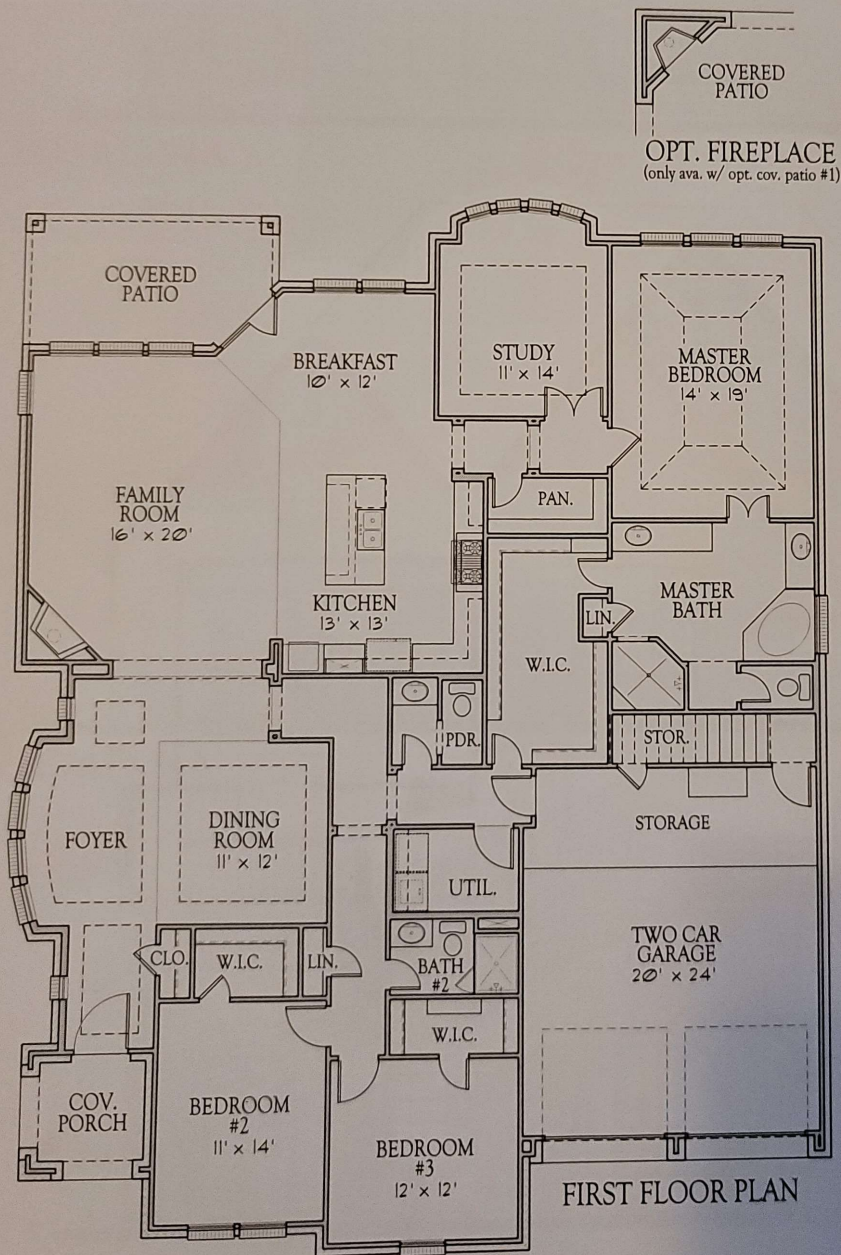 COVERED
PATIO
OPT. FIREPLACE
(only ava. w/ opt. cov. patio #1)
COVERED
PATIO
BREAKFAST
10' x 12'
STUDY
11' x 14'
MASTER
BEDROOM
14' x 19'
FAMILY
ROOM
16' x 20'
PAN.
KITCHEN
13' x 13'
MASTER
BATH
LIN.
W.I.C.
PDR.
STOR.
FOYER
DINING
ROOM
11' x 12'
STORAGE
UTIL.
TWO CAR
GARAGE
20' x 24'
CLO.
W.I.C.
LIN.
BATH
#2
W.I.C.
COV.
PORCH
BEDROOM
#2
11' x 14'
BEDROOM
#3
12' x 12'
FIRST FLOOR PLAN